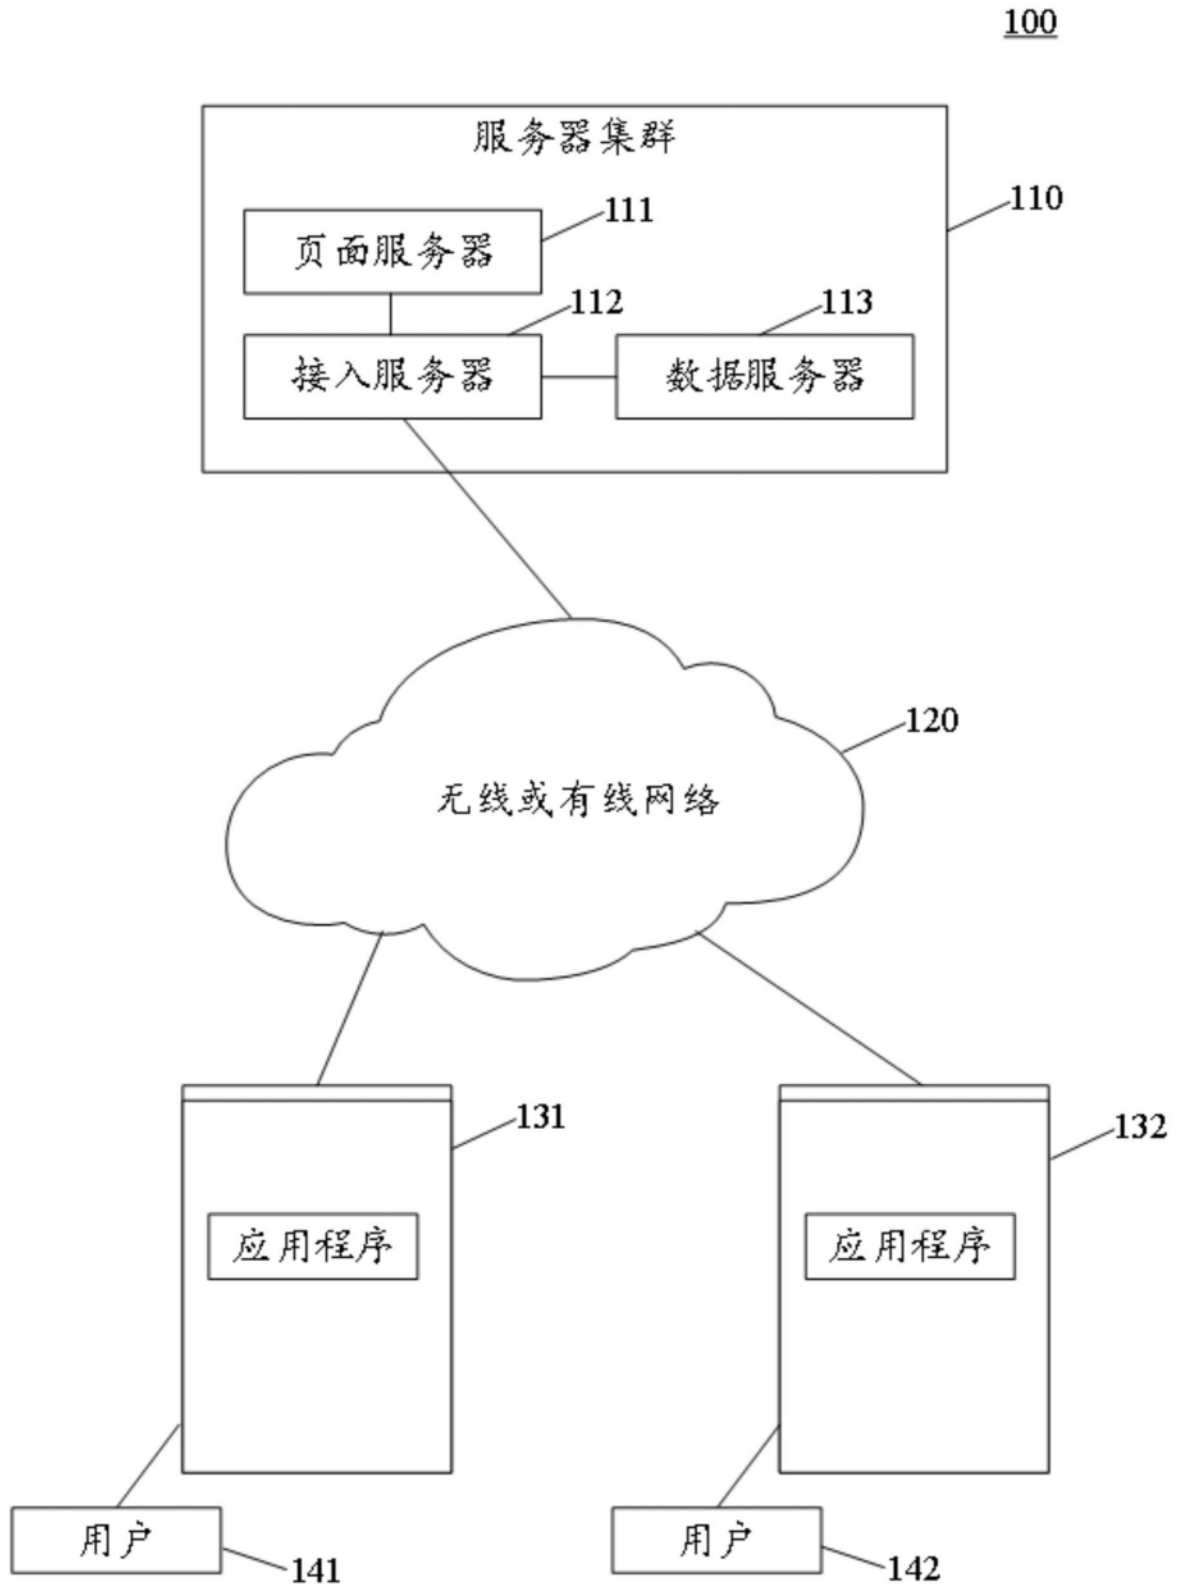 100
服务器集群
110
111
页面服务器
112
113
接入服务器
数据服务器
120
无线或有线网络
131
132
应用程序
应用程序
用户
141
用户
142